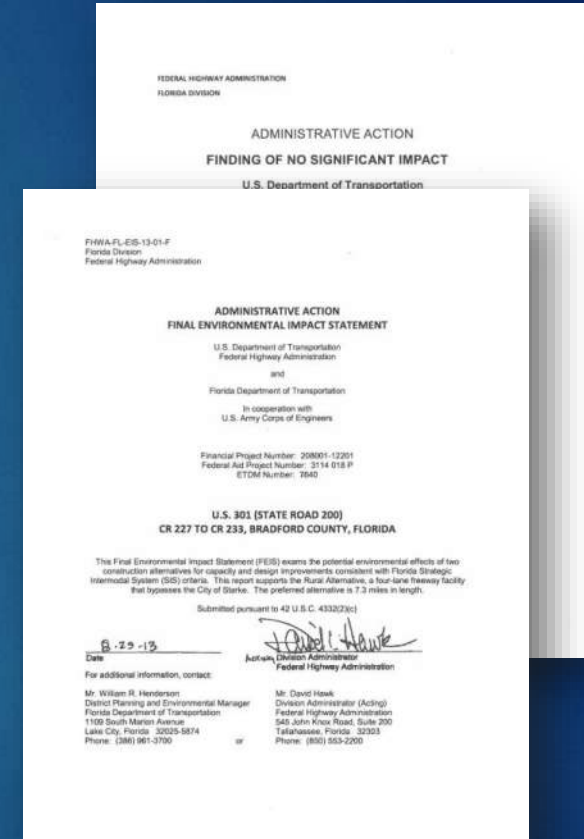 FEDERAL HIGHWAY ADMINISTRATION
FLORIDA DIVISION
ADMINISTRATIVE ACTION
FINDING OF NO SIGNIFICANT IMPACT
U.S. Department of Transportation
FHWA-FL-EIS-13-01-F
Florida Division
Federal Highway Administration
ADMINISTRATIVE ACTION
FINAL ENVIRONMENTAL IMPACT STATEMENT
U.S. Department of Transportation
Federal Highway Administration
and
Florida Department of Transportation
In cooperation with
U.S. Army Corps of Engineers
Financial Project Number: 208001-12201
Federal Aid Project Number: 3114 018 P
ETDM Number: 7640
U.S. 301 (STATE ROAD 200)
CR 227 TO CR 233, BRADFORD COUNTY, FLORIDA
This Final Environmental Impact Statement (FEIS) exams the potential environmental effects of two
construction alternatives for capacity and design improvements consistent with Florida Strategic
Intermodal System (SIS) criteria. This report supports the Rural Alternative, a four-lane freeway facility
that bypasses the City of Starke. The preferred alternative is 7.3 miles in length.
Submitted pursuant to 42 U.S.C. 4332(2)(c)
8-29-13
Date
David C. Hawk
Acting Division Administrator
Federal Highway Administration
For additional information, contact:
Mr. William R. Henderson
District Planning and Environmental Manager
Florida Department of Transportation
1109 South Marion Avenue
Lake City, Florida 32025-5874
Phone: (386) 961-3700
or
Mr. David Hawk
Division Administrator (Acting)
Federal Highway Administration
545 John Knox Road, Suite 200
Tallahassee, Florida 32303
Phone: (850) 553-2200